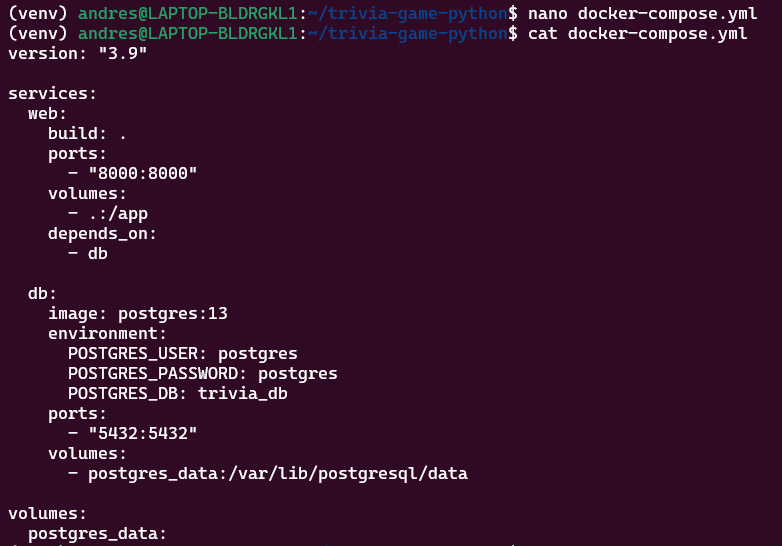 (venv) andres@LAPTOP-BLDRGKL1:~/trivia-game-python$ nano docker-compose.yml
(venv) andres@LAPTOP-BLDRGKL1:~/trivia-game-python$ cat docker-compose.yml
version: "3.9"

services:
  web:
    build: .
    ports:
      - "8000:8000"
    volumes:
      - .:/app
    depends_on:
      - db

  db:
    image: postgres:13
    environment:
      POSTGRES_USER: postgres
      POSTGRES_PASSWORD: postgres
      POSTGRES_DB: trivia_db
    ports:
      - "5432:5432"
    volumes:
      - postgres_data:/var/lib/postgresql/data

volumes:
  postgres_data: